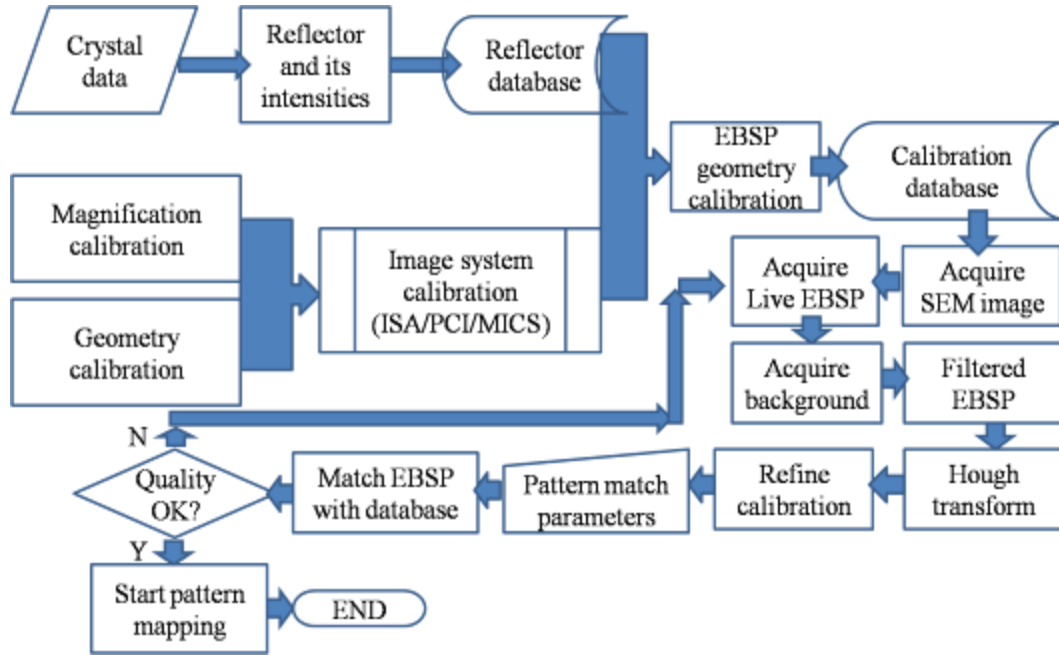 Crystal
data
Reflector
and its
intensities
Reflector
database
EBSP
geometry
calibration
Calibration
database
Magnification
calibration
Geometry
calibration
Image system
calibration
(ISA/PCI/MICS)
Acquire
Live EBSP
Acquire
SEM image
Acquire
background
Filtered
EBSP
N
Quality
OK?
Y
Match EBSP
with database
Pattern match
parameters
Refine
calibration
Hough
transform
Start pattern
mapping
END